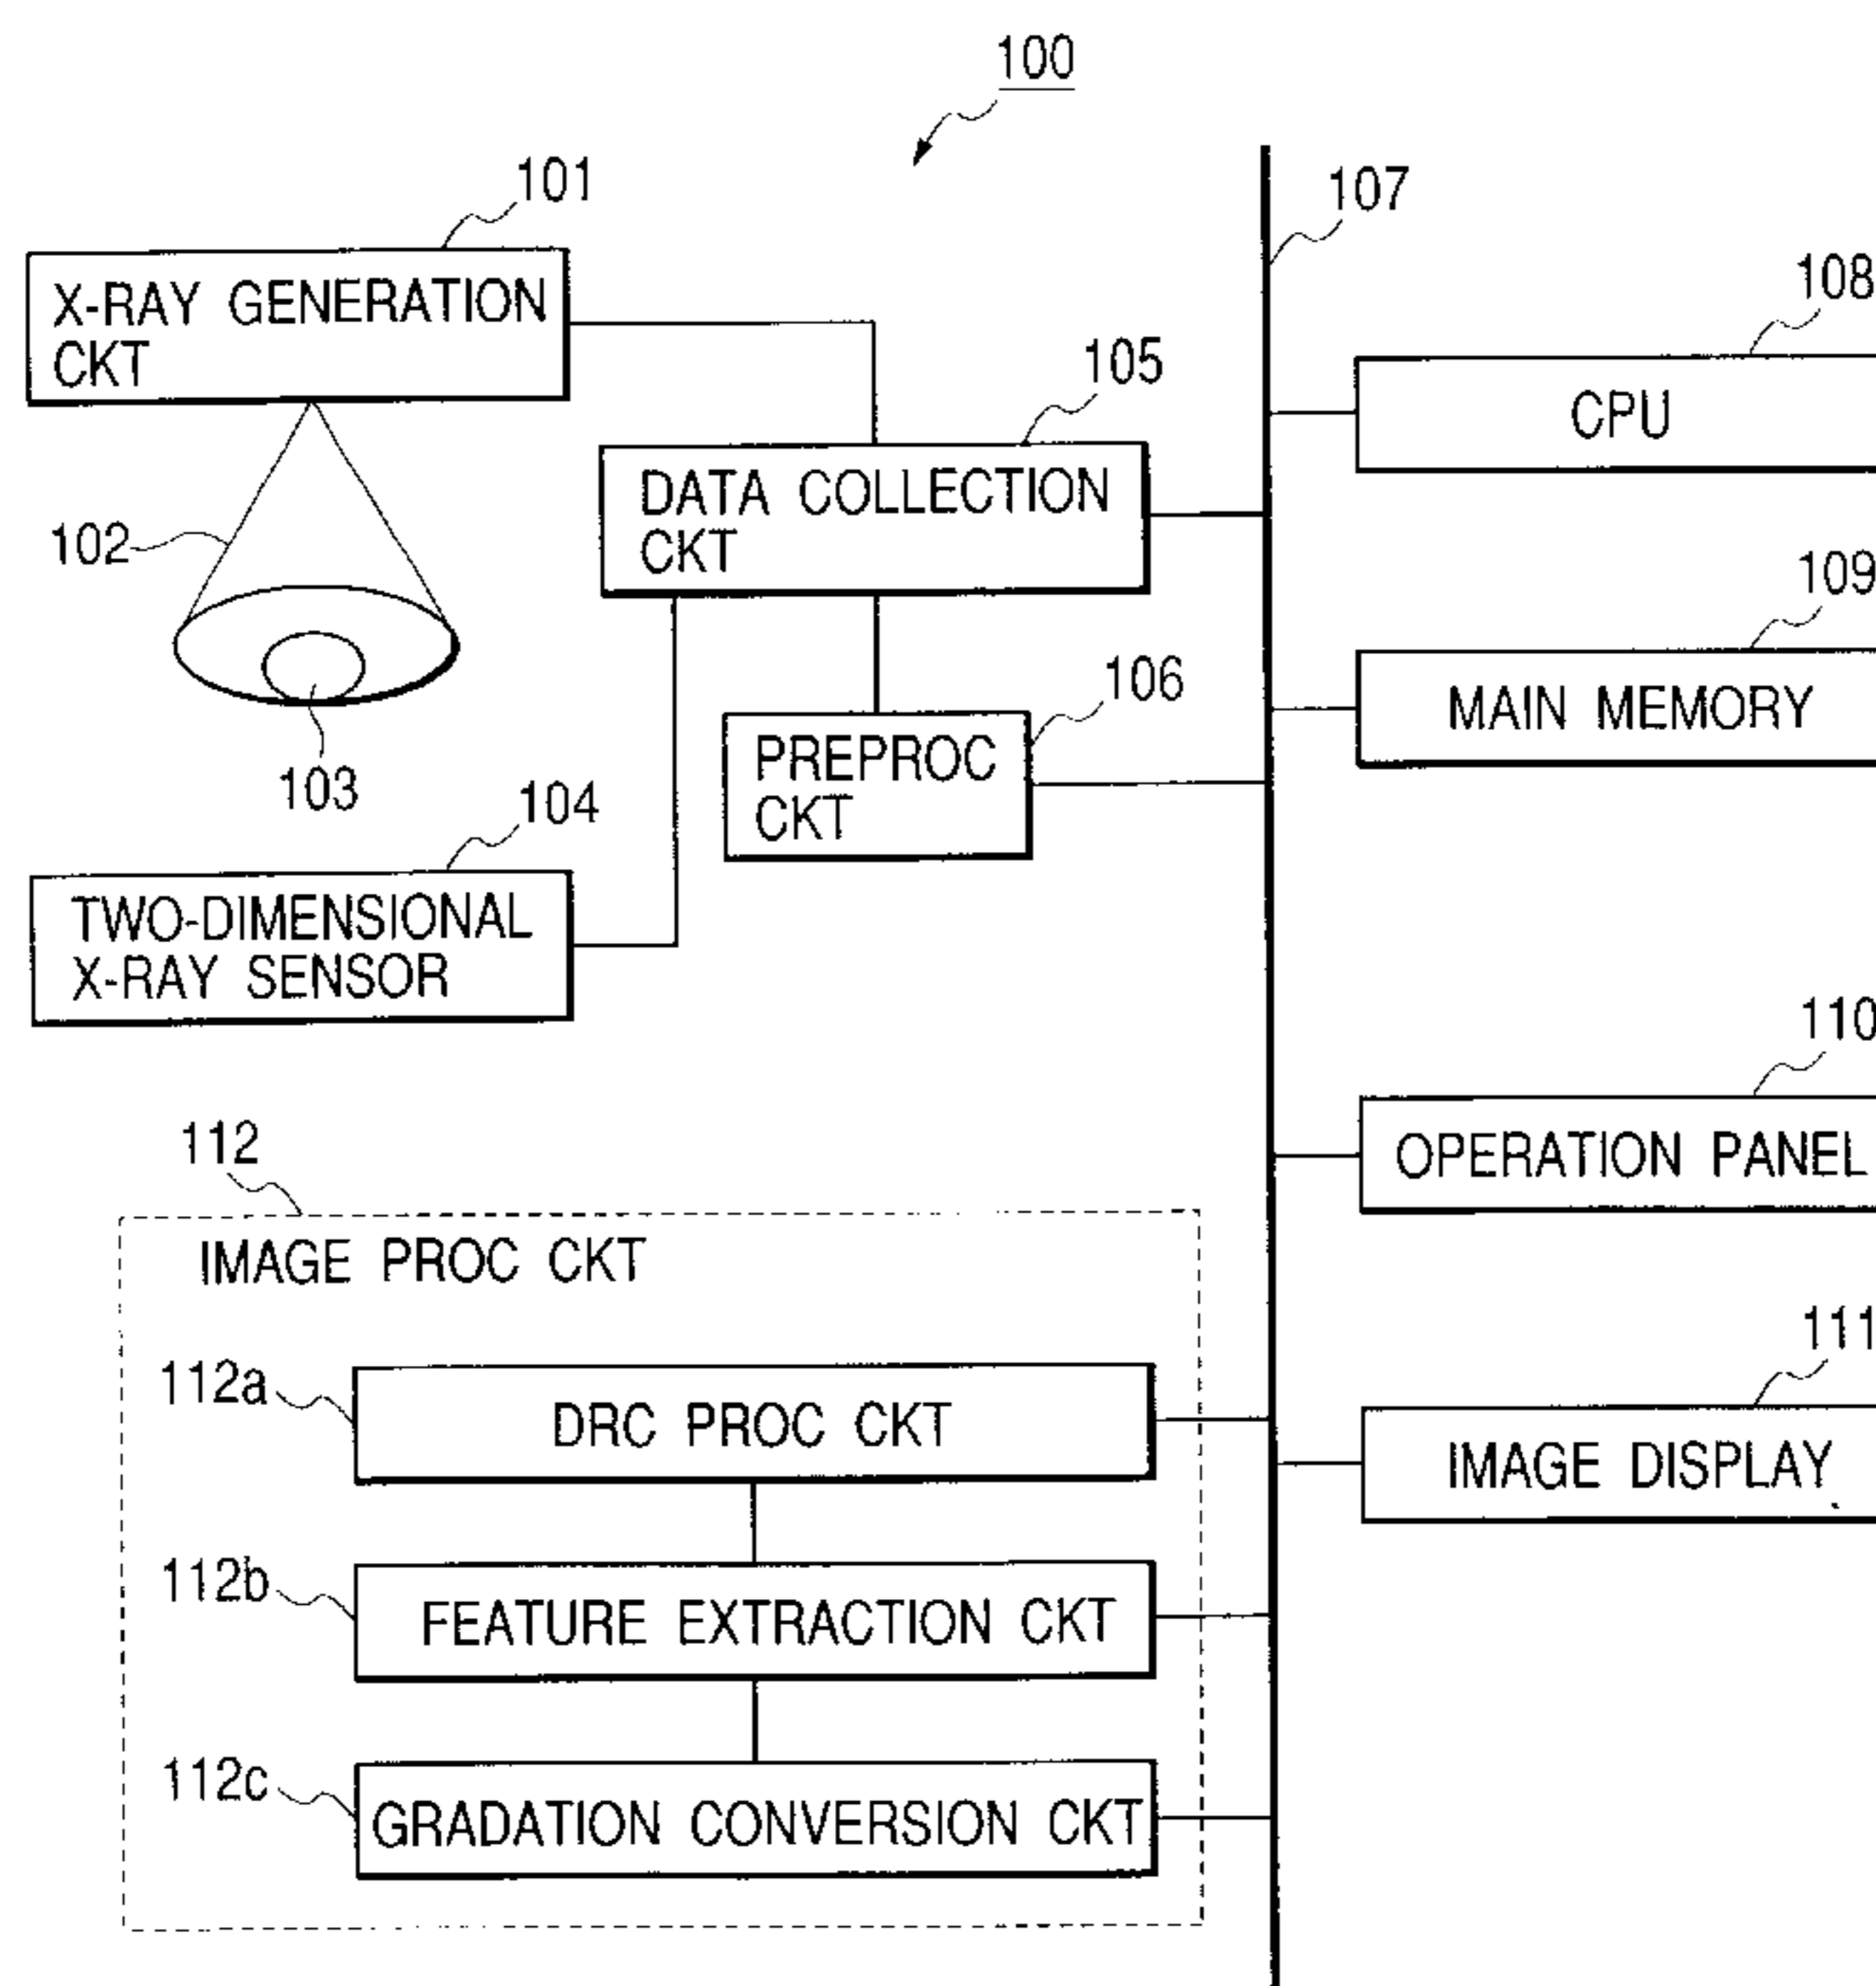 100
101
X-RAY GENERATION
CKT
102
103
104
TWO-DIMENSIONAL
X-RAY SENSOR
105
DATA COLLECTION
CKT
106
PREPROC
CKT
107
108
CPU
109
MAIN MEMORY
110
OPERATION PANEL
111
IMAGE DISPLAY
112
IMAGE PROC CKT
112a
DRC PROC CKT
112b
FEATURE EXTRACTION CKT
112c
GRADATION CONVERSION CKT